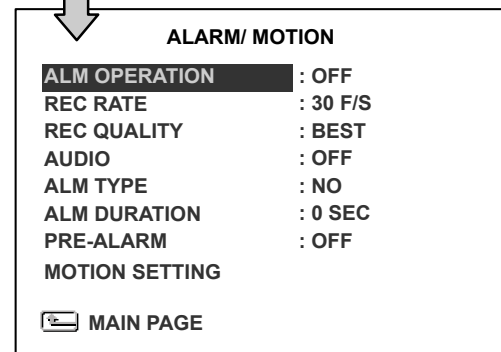 ALARM/ MOTION
ALM OPERATION : OFF
REC RATE : 30 F/S
REC QUALITY : BEST
AUDIO : OFF
ALM TYPE : NO
ALM DURATION : 0 SEC
PRE-ALARM : OFF
MOTION SETTING
MAIN PAGE